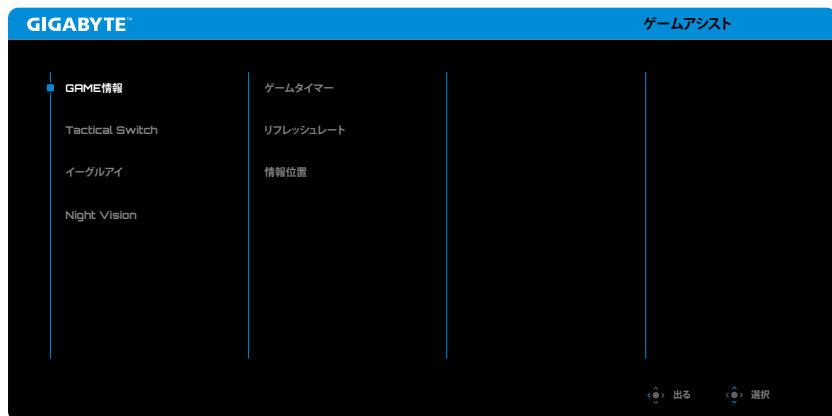 GIGABYTE™
ゲームアシスト
GAME情報
ゲームタイマー
Tactical Switch
リフレッシュレート
イーグルアイ
情報位置
Night Vision
出る
選択